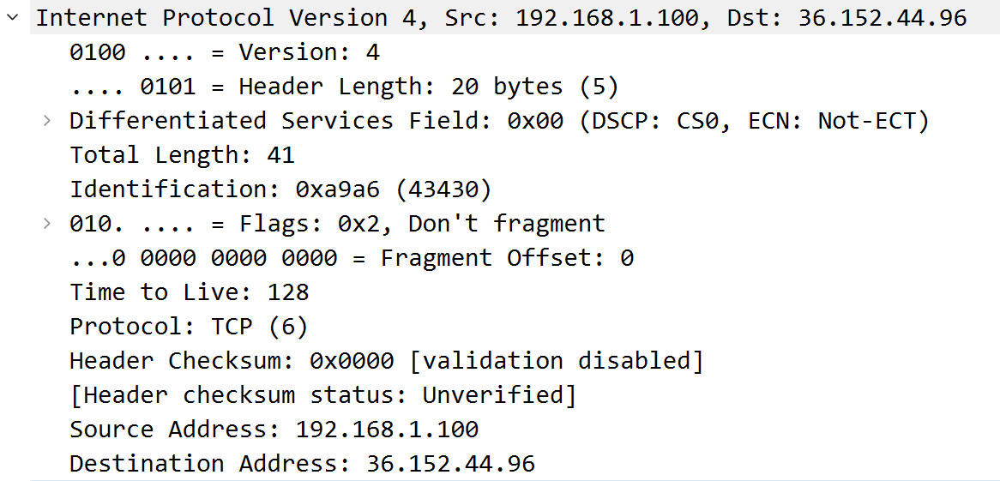 Internet Protocol Version 4, Src: 192.168.1.100, Dst: 36.152.44.96
0100 .... = Version: 4
.... 0101 = Header Length: 20 bytes (5)
Differentiated Services Field: 0x00 (DSCP: CS0, ECN: Not-ECT)
Total Length: 41
Identification: 0xa9a6 (43430)
010. .... = Flags: 0x2, Don't fragment
...0 0000 0000 0000 = Fragment Offset: 0
Time to Live: 128
Protocol: TCP (6)
Header Checksum: 0x0000 [validation disabled]
[Header checksum status: Unverified]
Source Address: 192.168.1.100
Destination Address: 36.152.44.96